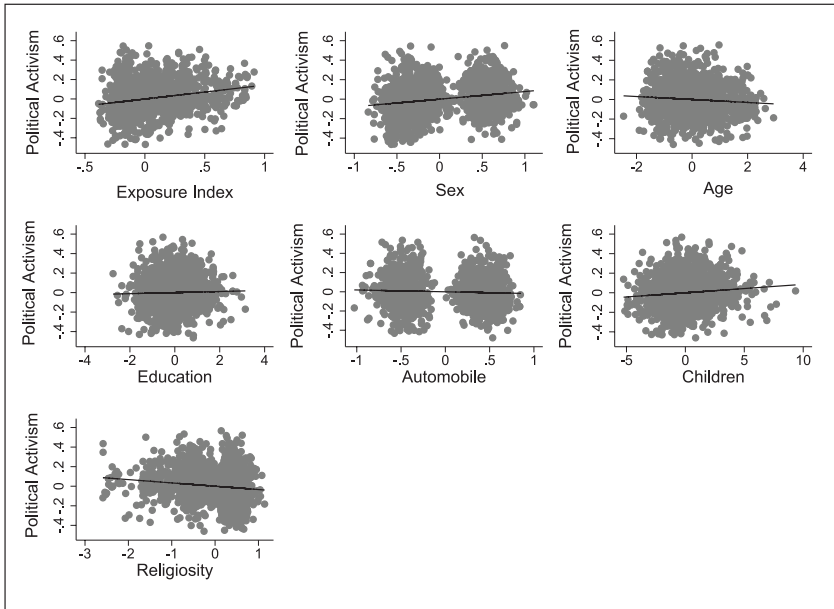 Political Activism
.6
.4
.2
0
-.2
-.4
-.5 0 .5 1
Exposure Index
Political Activism
.6
.4
.2
0
-.2
-.4
-1 -.5 0 .5 1
Sex
Political Activism
.6
.4
.2
0
-.2
-.4
-2 0 2 4
Age
Political Activism
.6
.4
.2
0
-.2
-.4
-4 -2 0 2 4
Education
Political Activism
.6
.4
.2
0
-.2
-.4
-1 -.5 0 .5 1
Automobile
Political Activism
.6
.4
.2
0
-.2
-.4
-5 0 5 10
Children
Political Activism
.6
.4
.2
0
-.2
-.4
-3 -2 -1 0 1
Religiosity